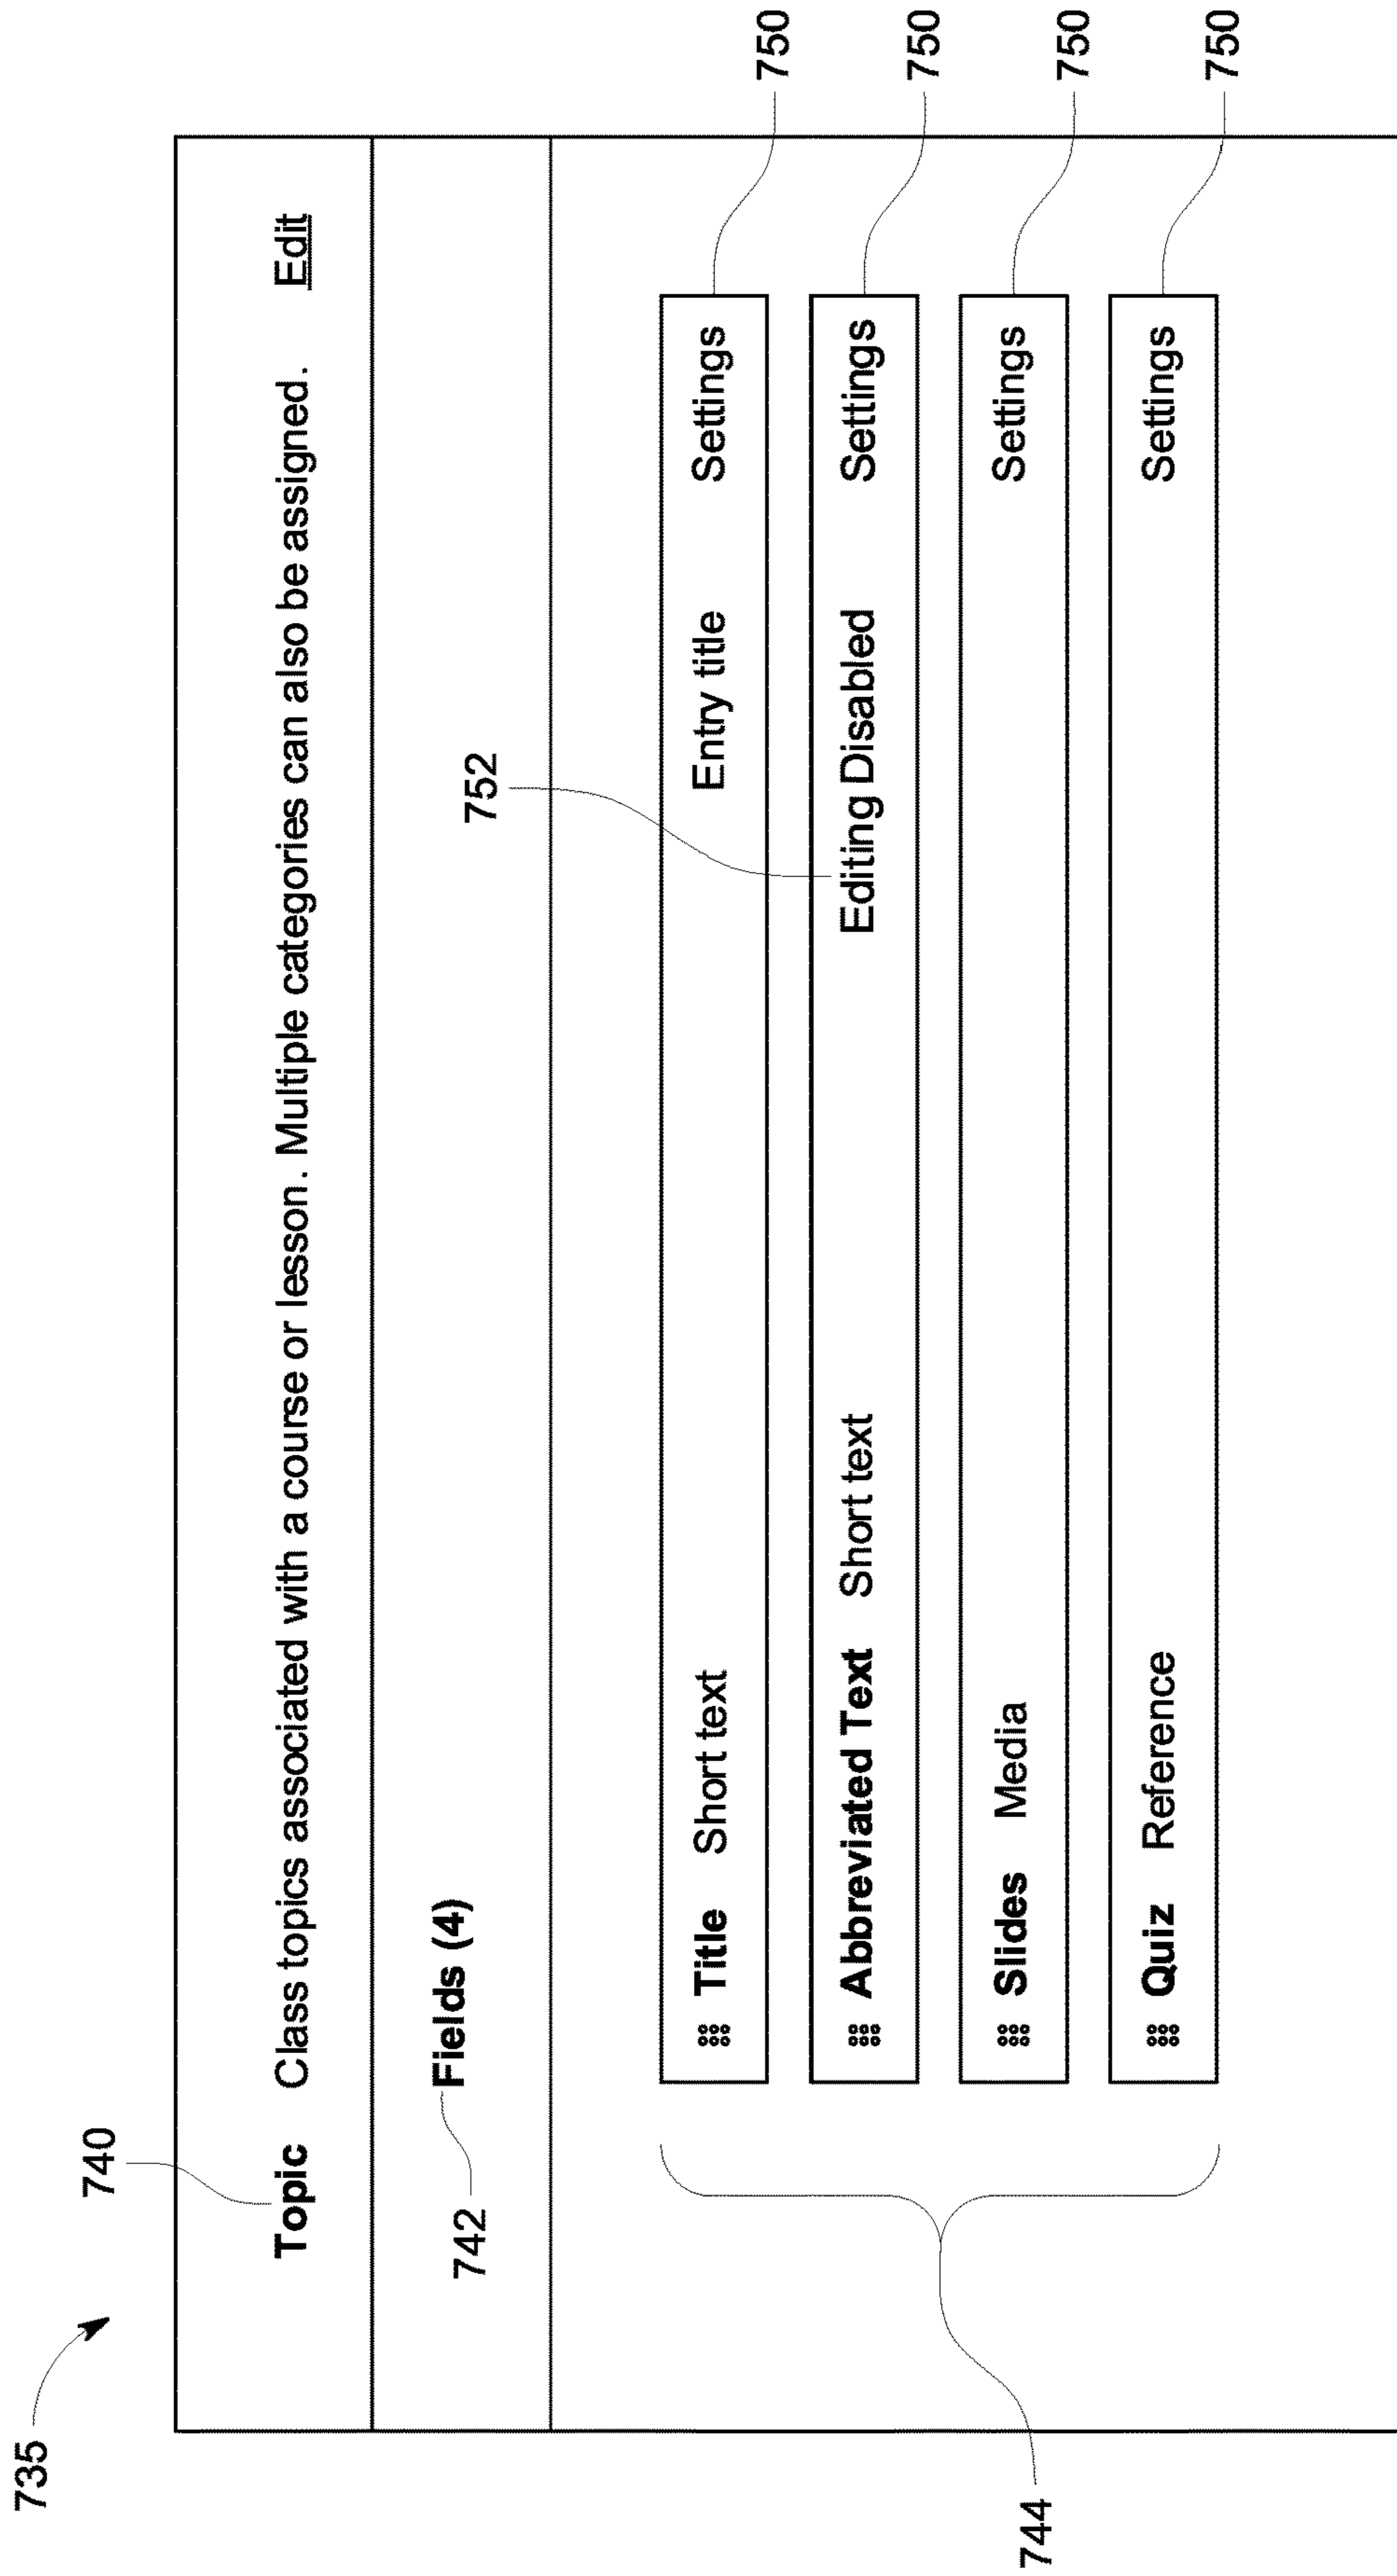 735
740
Topic Class topics associated with a course or lesson. Multiple categories can also be assigned. Edit
742 Fields (4)
752
Title Short text Entry title Settings
750
Abbreviated Text Short text Editing Disabled Settings
750
Slides Media Settings
750
Quiz Reference Settings
750
744